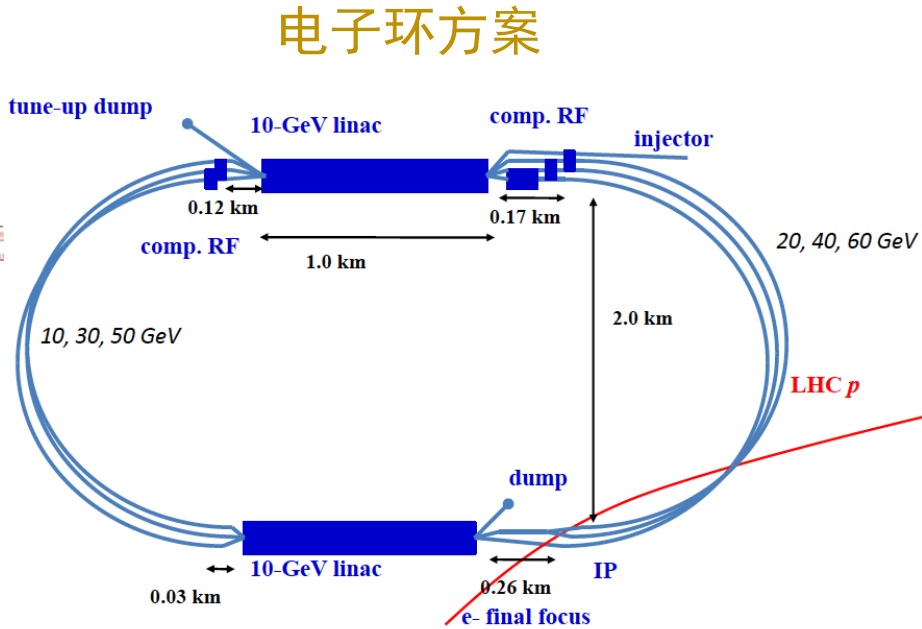 电子环方案
tune-up dump
10-GeV linac
comp. RF
injector
0.12 km
0.17 km
comp. RF
1.0 km
20, 40, 60 GeV
2.0 km
10, 30, 50 GeV
LHC p
dump
10-GeV linac
IP
0.03 km
0.26 km
e- final focus